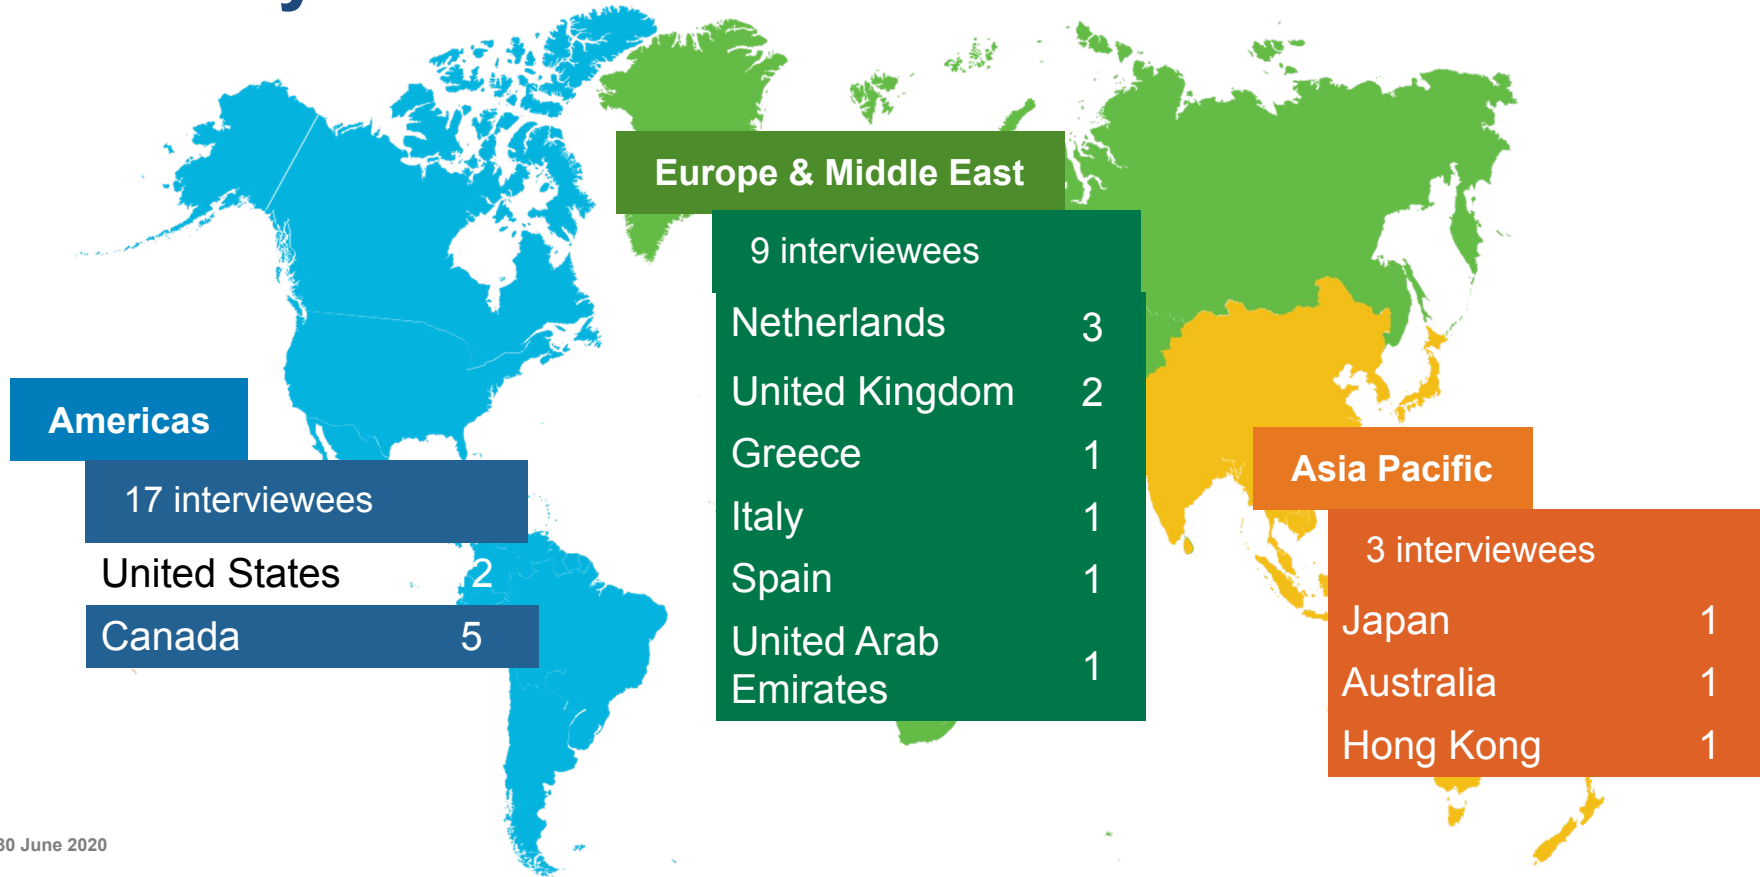 Americas
17 interviewees
United States 12
Canada 5
Europe & Middle East
9 interviewees
Netherlands 3
United Kingdom 2
Greece 1
Italy 1
Spain 1
United Arab
Emirates 1
Asia Pacific
3 interviewees
Japan 1
Australia 1
Hong Kong 1
30 June 2020